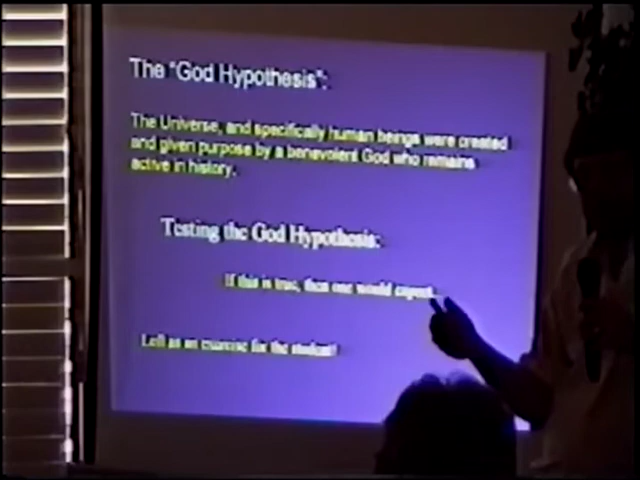 The "God Hypothesis":
The Universe, and specifically human beings were created
and given purpose by a benevolent God who remains
active in history.
Testing the God Hypothesis:
If this is true, then one would expect...
Left as an exercise for the student!